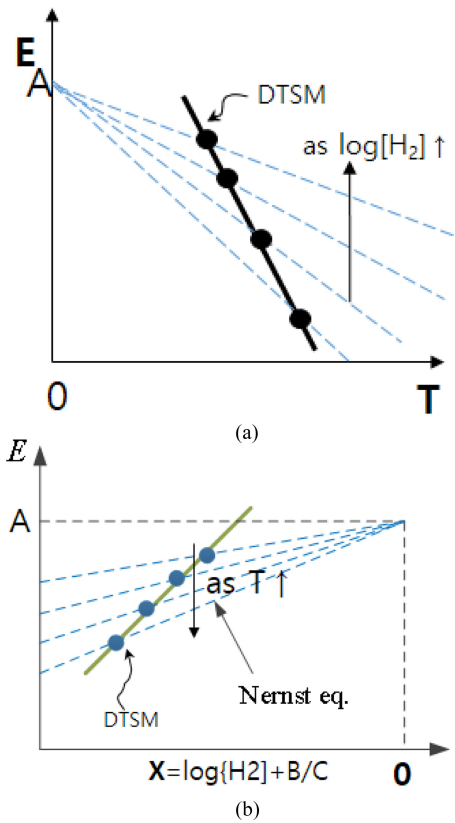 E
A
DTSM
as log[H₂] ↑
0
T
(a)
E
A
as T ↑
Nernst eq.
DTSM
X=log{H2]+B/C
0
(b)